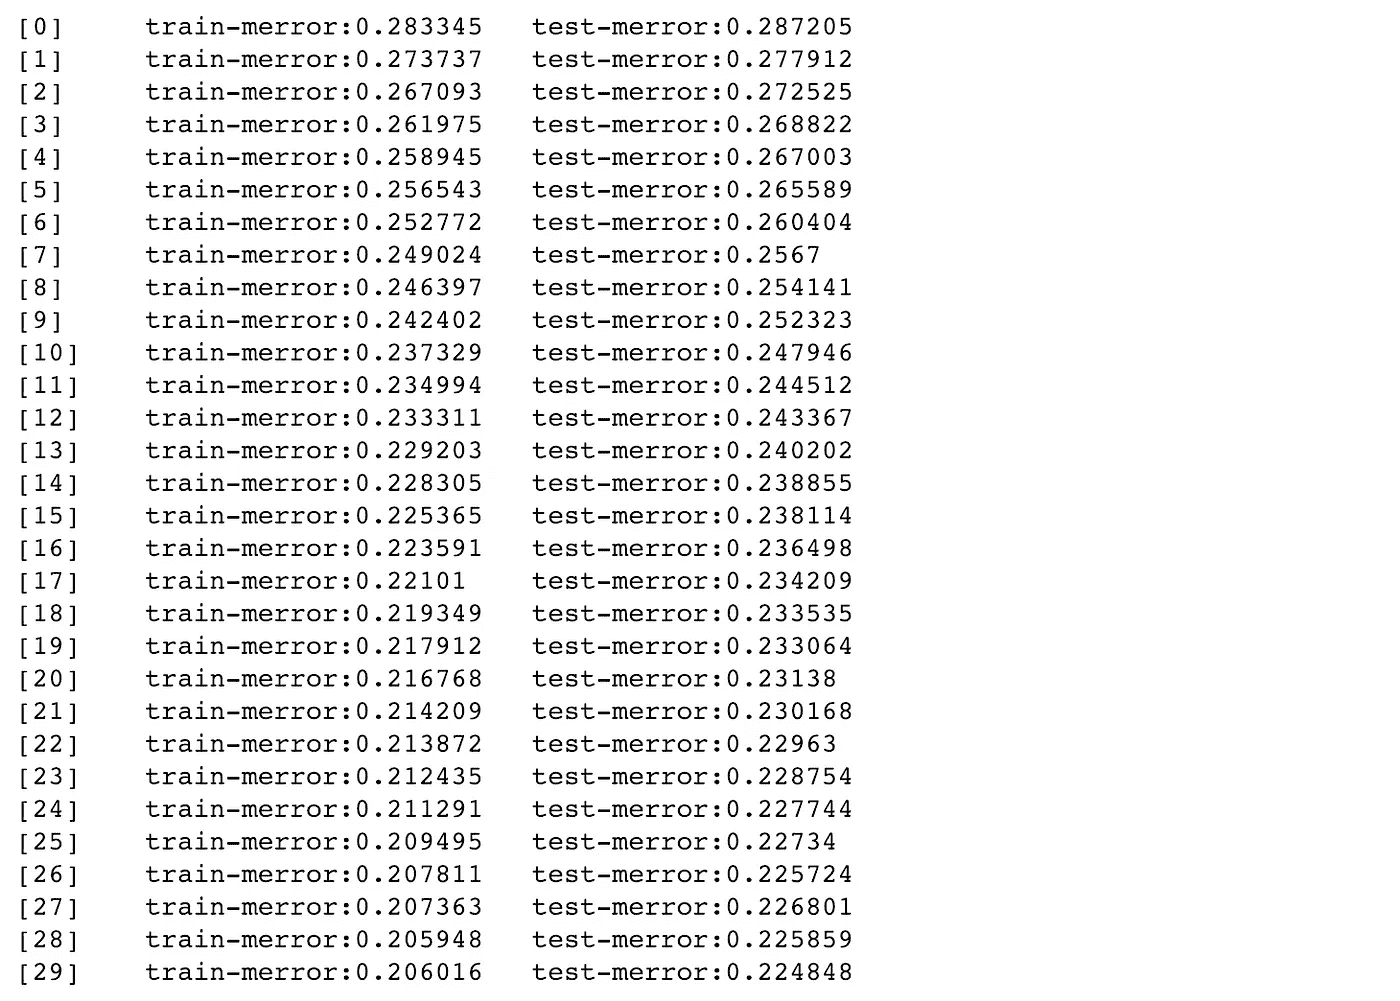 [0] train-merror:0.283345 test-merror:0.287205
[1] train-merror:0.273737 test-merror:0.277912
[2] train-merror:0.267093 test-merror:0.272525
[3] train-merror:0.261975 test-merror:0.268822
[4] train-merror:0.258945 test-merror:0.267003
[5] train-merror:0.256543 test-merror:0.265589
[6] train-merror:0.252772 test-merror:0.260404
[7] train-merror:0.249024 test-merror:0.2567
[8] train-merror:0.246397 test-merror:0.254141
[9] train-merror:0.242402 test-merror:0.252323
[10] train-merror:0.237329 test-merror:0.247946
[11] train-merror:0.234994 test-merror:0.244512
[12] train-merror:0.233311 test-merror:0.243367
[13] train-merror:0.229203 test-merror:0.240202
[14] train-merror:0.228305 test-merror:0.238855
[15] train-merror:0.225365 test-merror:0.238114
[16] train-merror:0.223591 test-merror:0.236498
[17] train-merror:0.22101 test-merror:0.234209
[18] train-merror:0.219349 test-merror:0.233535
[19] train-merror:0.217912 test-merror:0.233064
[20] train-merror:0.216768 test-merror:0.23138
[21] train-merror:0.214209 test-merror:0.230168
[22] train-merror:0.213872 test-merror:0.22963
[23] train-merror:0.212435 test-merror:0.228754
[24] train-merror:0.211291 test-merror:0.227744
[25] train-merror:0.209495 test-merror:0.22734
[26] train-merror:0.207811 test-merror:0.225724
[27] train-merror:0.207363 test-merror:0.226801
[28] train-merror:0.205948 test-merror:0.225859
[29] train-merror:0.206016 test-merror:0.224848